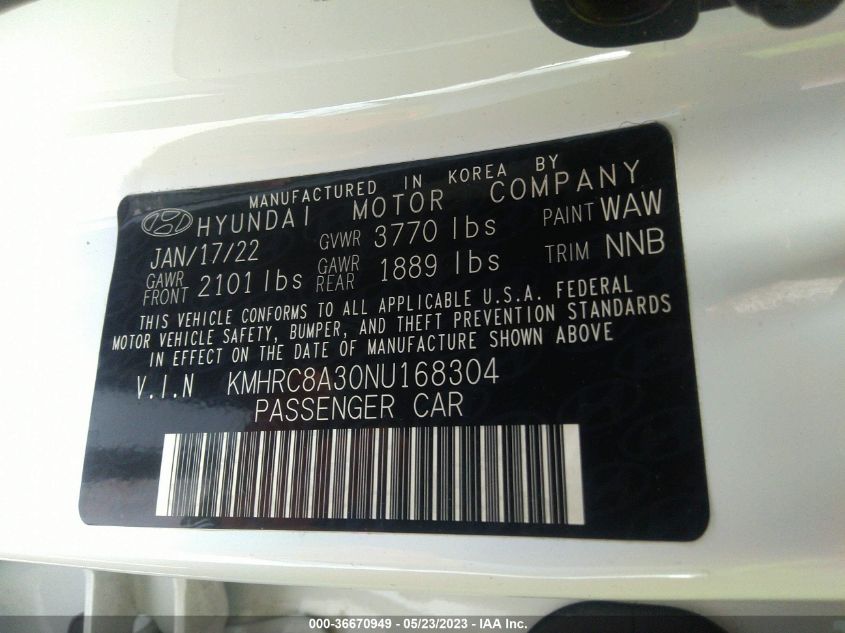 MANUFACTURED IN KOREA BY
HYUNDAI MOTOR COMPANY
JAN/17/22 GVWR 3770 lbs PAINT WAW
GAWR FRONT 2101 lbs GAWR REAR 1889 lbs TRIM NNB
THIS VEHICLE CONFORMS TO ALL APPLICABLE U.S.A. FEDERAL
MOTOR VEHICLE SAFETY, BUMPER, AND THEFT PREVENTION STANDARDS
IN EFFECT ON THE DATE OF MANUFACTURE SHOWN ABOVE
V.I.N KMHRC8A30NU168304
PASSENGER CAR
000-36670949 - 05/23/2023 - IAA Inc.